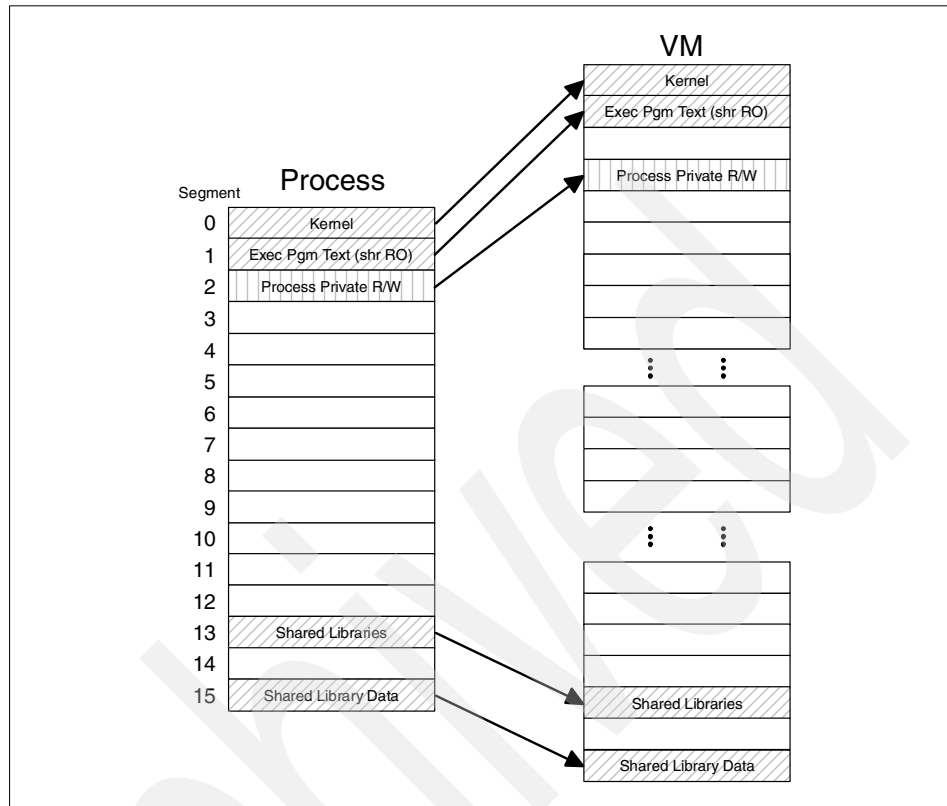 VM
Kernel
Exec Pgm Text (shr RO)
Process Private R/W
Process
Segment
0 Kernel
1 Exec Pgm Text (shr RO)
2 Process Private R/W
3
4
5
6
7
8
9
10
11
12
13 Shared Libraries
14
15 Shared Library Data
Shared Libraries
Shared Library Data